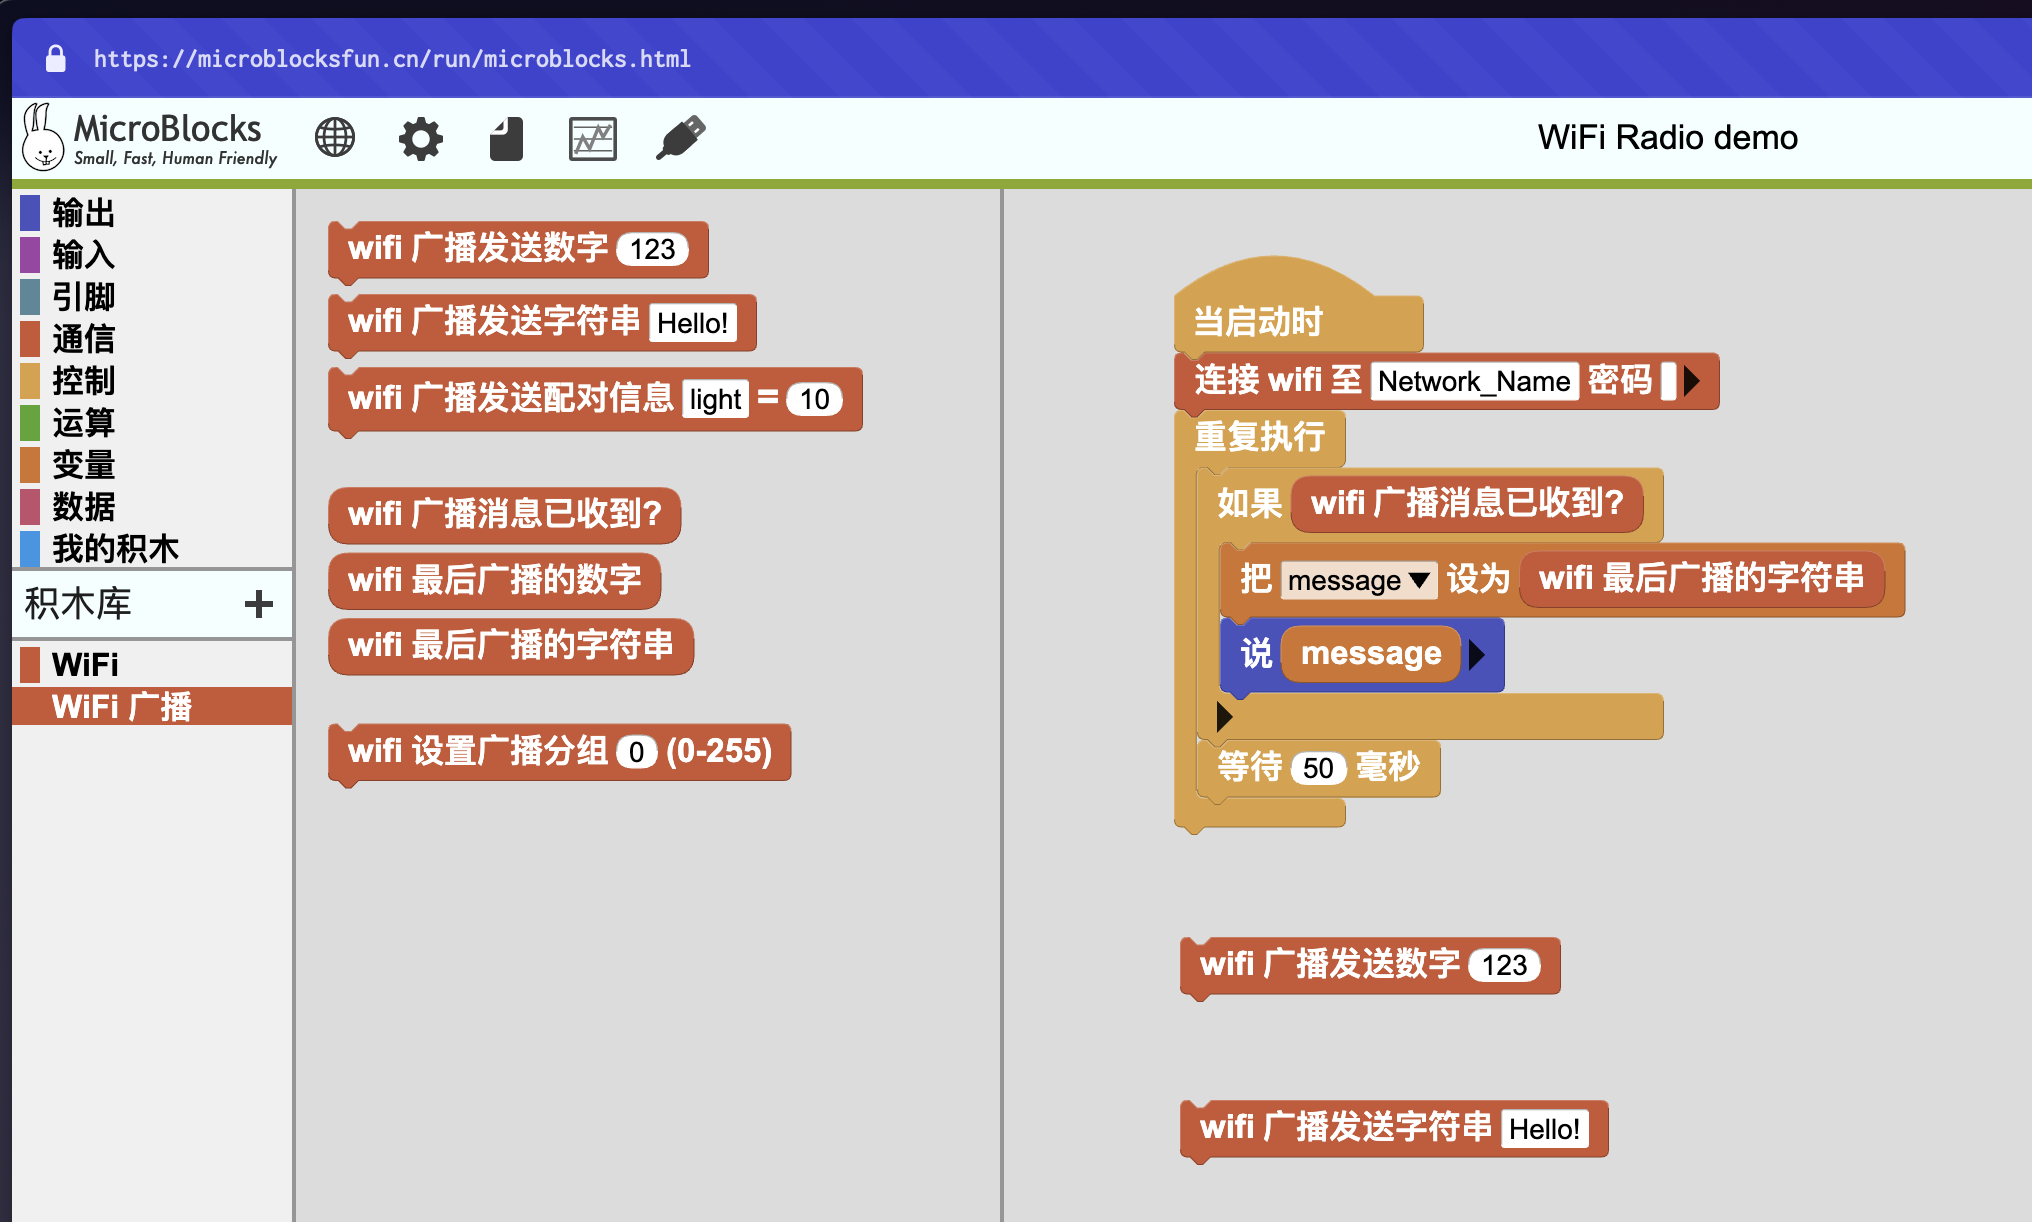 https://microblocksfun.cn/run/microblocks.html
MicroBlocks
Small, Fast, Human Friendly
WiFi Radio demo
输出
输入
引脚
通信
控制
运算
变量
数据
我的积木
积木库 +
WiFi
WiFi 广播
wifi 广播发送数字 123
wifi 广播发送字符串 Hello!
wifi 广播发送配对信息 light = 10
wifi 广播消息已收到?
wifi 最后广播的数字
wifi 最后广播的字符串
wifi 设置广播分组 0 (0-255)
当启动时
连接 wifi 至 Network_Name 密码
重复执行
如果 wifi 广播消息已收到?
把 message 设为 wifi 最后广播的字符串
说 message
等待 50 毫秒
wifi 广播发送数字 123
wifi 广播发送字符串 Hello!